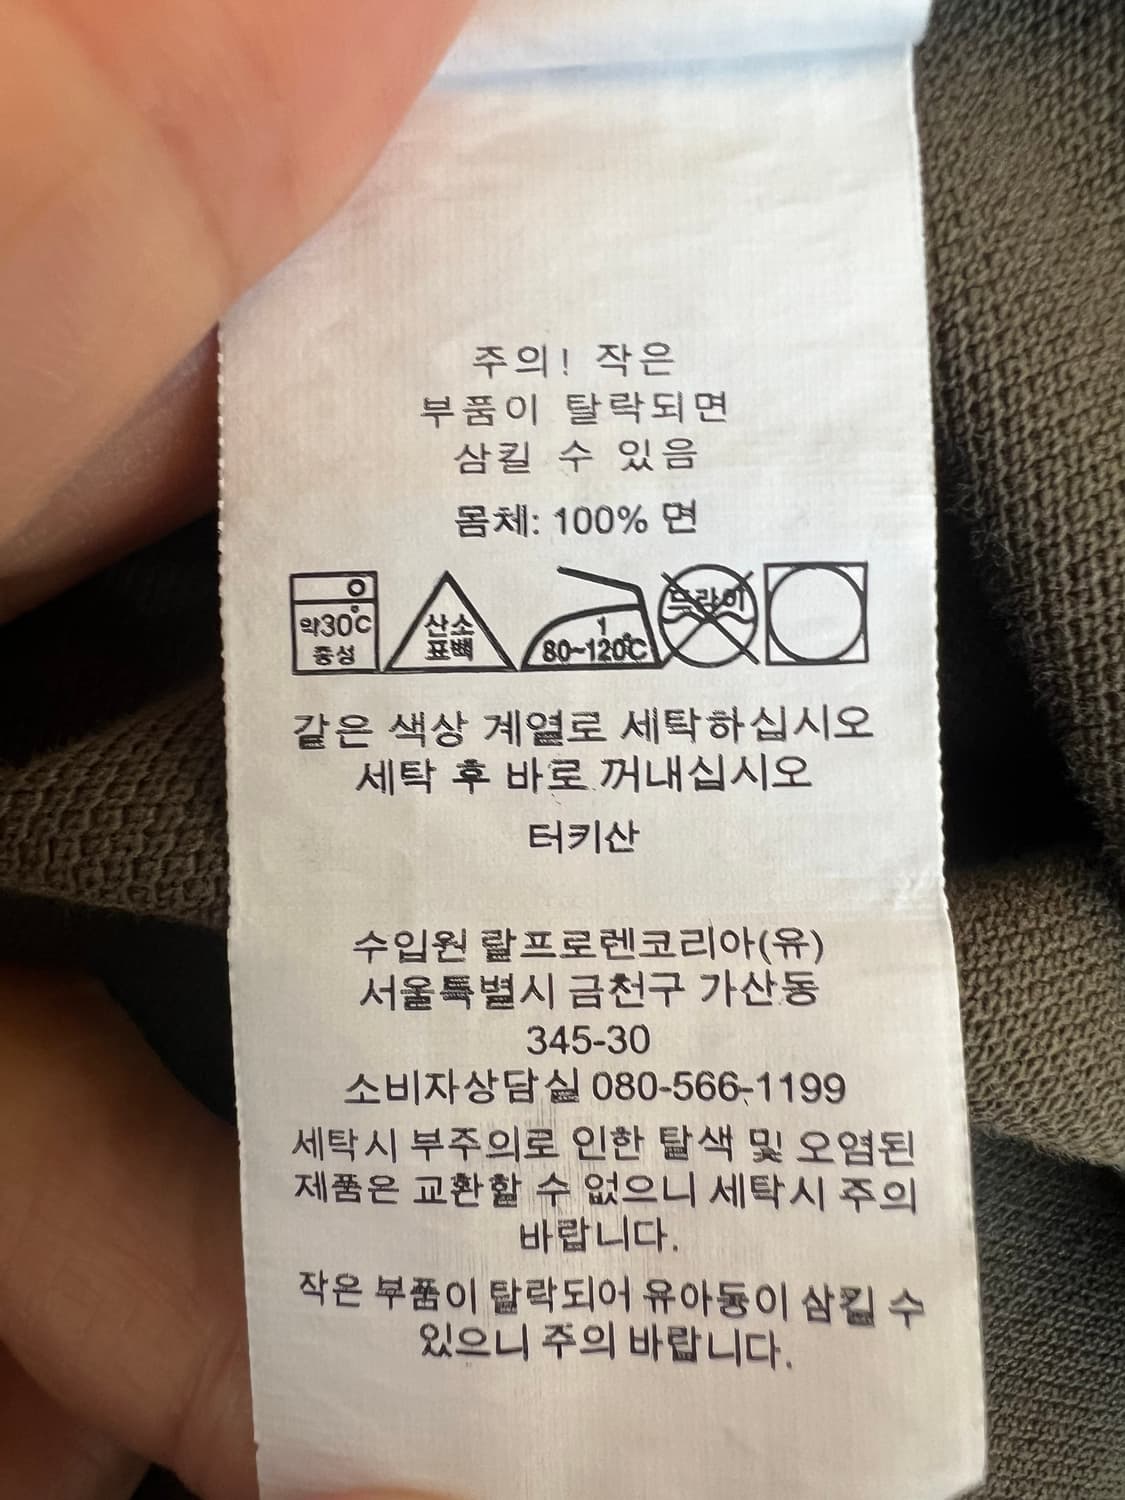 주의! 작은
부품이 탈락되면
삼킬 수 있음
몸체: 100% 면
약30°C
중성
산소
표백
1
80~120°C
드라이
같은 색상 계열로 세탁하십시오
세탁 후 바로 꺼내십시오
터키산
수입원 랄프로렌코리아(유)
서울특별시 금천구 가산동
345-30
소비자상담실 080-566-1199
세탁시 부주의로 인한 탈색 및 오염된
제품은 교환할 수 없으니 세탁시 주의
바랍니다.
작은 부품이 탈락되어 유아동이 삼킬 수
있으니 주의 바랍니다.